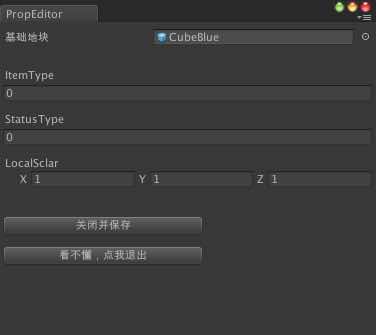 PropEditor
基础地块 CubeBlue
ItemType
0
StatusType
0
LocalSclar
X 1 Y 1 Z 1
关闭并保存
看不懂，点我退出